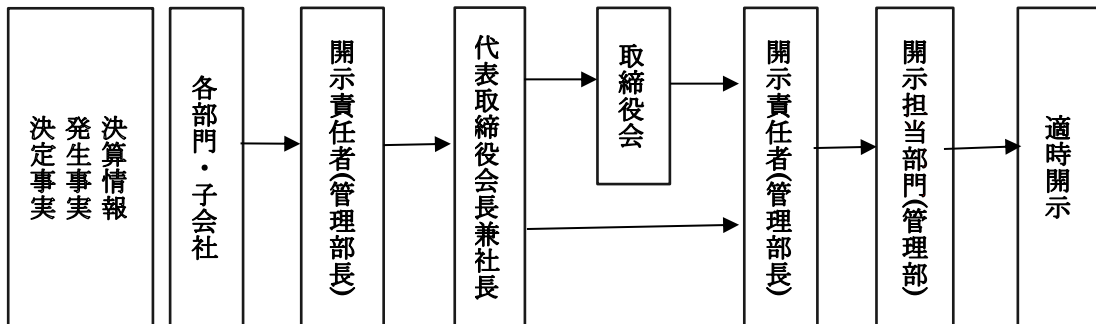 決算情報
発生事実
決定事実
各部門・子会社
開示責任者(管理部長)
代表取締役会長兼社長
取締役会
開示責任者(管理部長)
開示担当部門(管理部)
適時開示